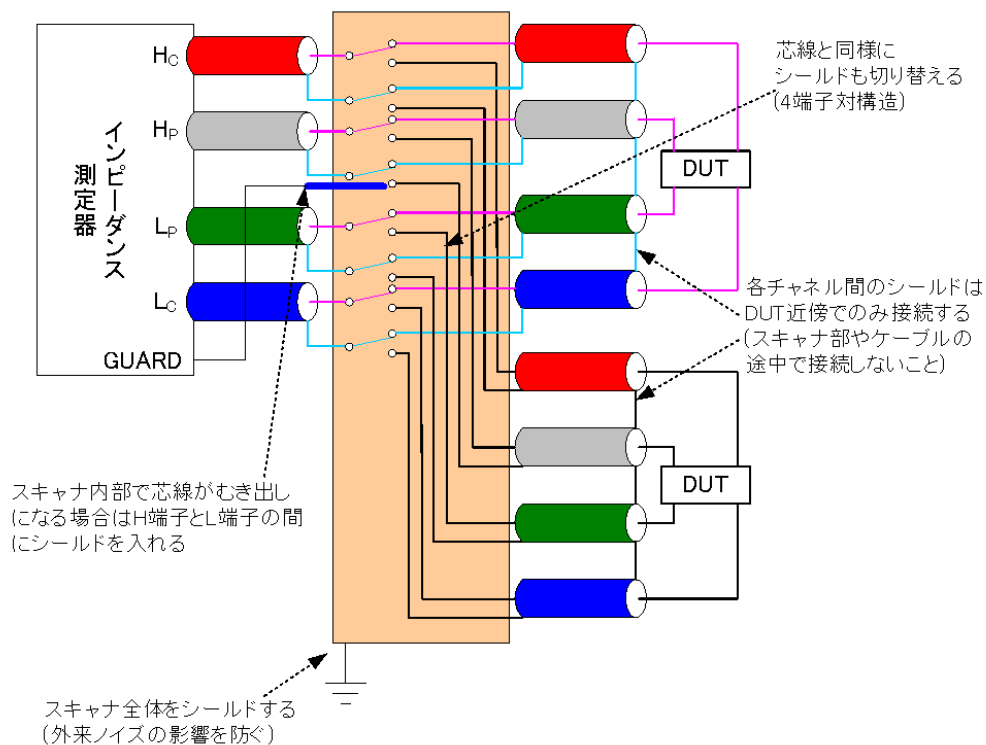 インピーダンス
測定器
HC
HP
LP
LC
GUARD
芯線と同様に
シールドも切り替える
(4端子対構造)
DUT
各チャネル間のシールドは
DUT近傍でのみ接続する
(スキャナ部やケーブルの
途中で接続しないこと)
DUT
スキャナ内部で芯線がむき出し
になる場合はH端子とL端子の間
にシールドを入れる
スキャナ全体をシールドする
(外来ノイズの影響を防ぐ)